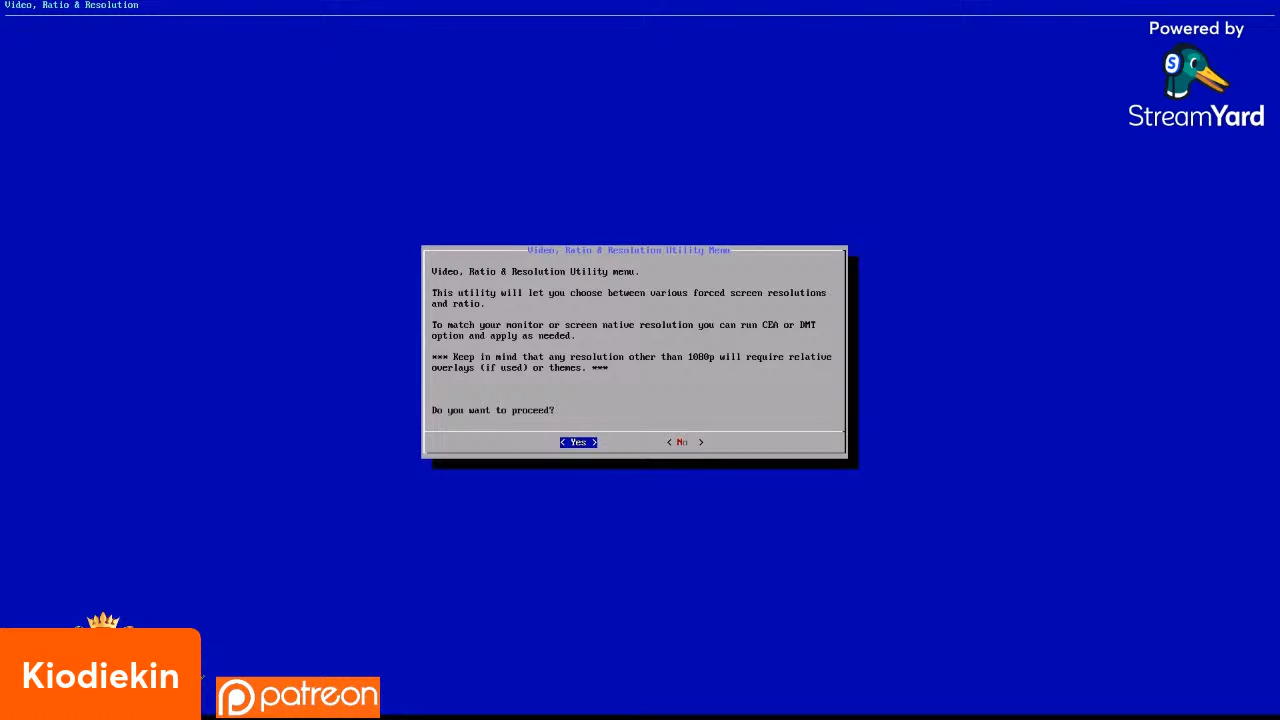 Video, Ratio & Resolution
Powered by
S
StreamYard
Video, Ratio & Resolution Utility Menu
Video, Ratio & Resolution Utility menu.
This utility will let you choose between various forced screen resolutions
and ratio.
To match your monitor or screen native resolution you can run CEA or DMT
option and apply as needed.
*** Keep in mind that any resolution other than 1080p will require relative
overlays (if used) or themes. ***
Do you want to proceed?
< Yes > < No >
Kiodiekin
patreon